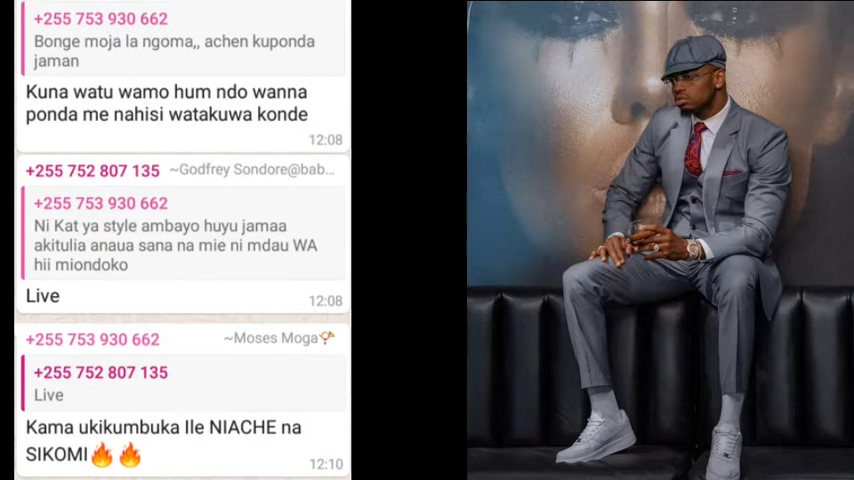 +255 753 930 662
Bonge moja la ngoma,, achen kuponda
jaman
Kuna watu wamo hum ndo wanna
ponda me nahisi watakuwa konde
12:08
+255 752 807 135 ~Godfrey Sondore@bab...
+255 753 930 662
Ni Kat ya style ambayo huyu jamaa
akitulia anaua sana na mie ni mdau WA
hii miondoko
Live
12:08
+255 753 930 662 ~Moses Moga
+255 752 807 135
Live
Kama ukikumbuka Ile NIACHE na
SIKOMI🔥🔥
12:10